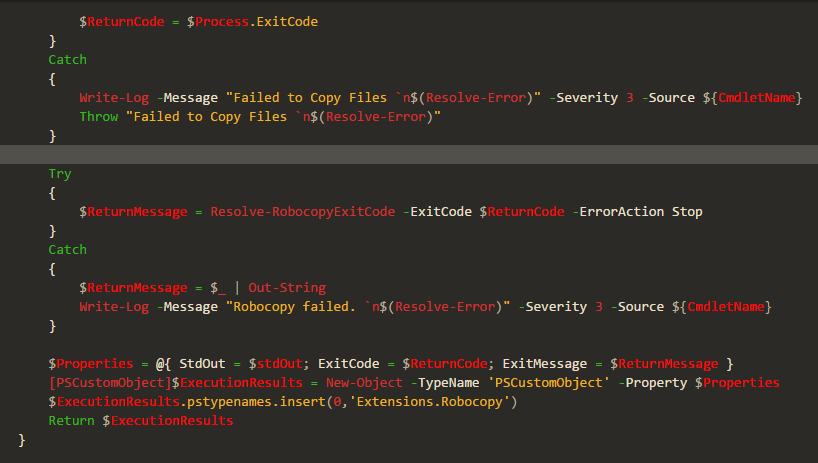 $ReturnCode = $Process.ExitCode
}
Catch
{
Write-Log -Message "Failed to Copy Files `n$(Resolve-Error)" -Severity 3 -Source ${CmdletName}
Throw "Failed to Copy Files `n$(Resolve-Error)"
}
Try
{
$ReturnMessage = Resolve-RobocopyExitCode -ExitCode $ReturnCode -ErrorAction Stop
}
Catch
{
$ReturnMessage = $_ | Out-String
Write-Log -Message "Robocopy failed. `n$(Resolve-Error)" -Severity 3 -Source ${CmdletName}
}
$Properties = @{ StdOut = $stdOut; ExitCode = $ReturnCode; ExitMessage = $ReturnMessage }
[PSCustomObject]$ExecutionResults = New-Object -TypeName 'PSCustomObject' -Property $Properties
$ExecutionResults.pstypenames.insert(0,'Extensions.Robocopy')
Return $ExecutionResults
}